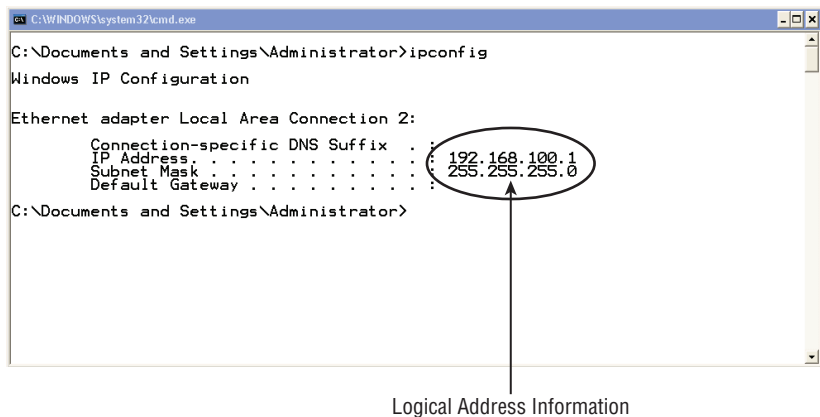 C:\WINDOWS\system32\cmd.exe
C:\Documents and Settings\Administrator>ipconfig
Windows IP Configuration
Ethernet adapter Local Area Connection 2:
Connection-specific DNS Suffix . :
IP Address. . . . . . . . . . . . : 192.168.100.1
Subnet Mask . . . . . . . . . . . : 255.255.255.0
Default Gateway . . . . . . . . . :
C:\Documents and Settings\Administrator>
Logical Address Information